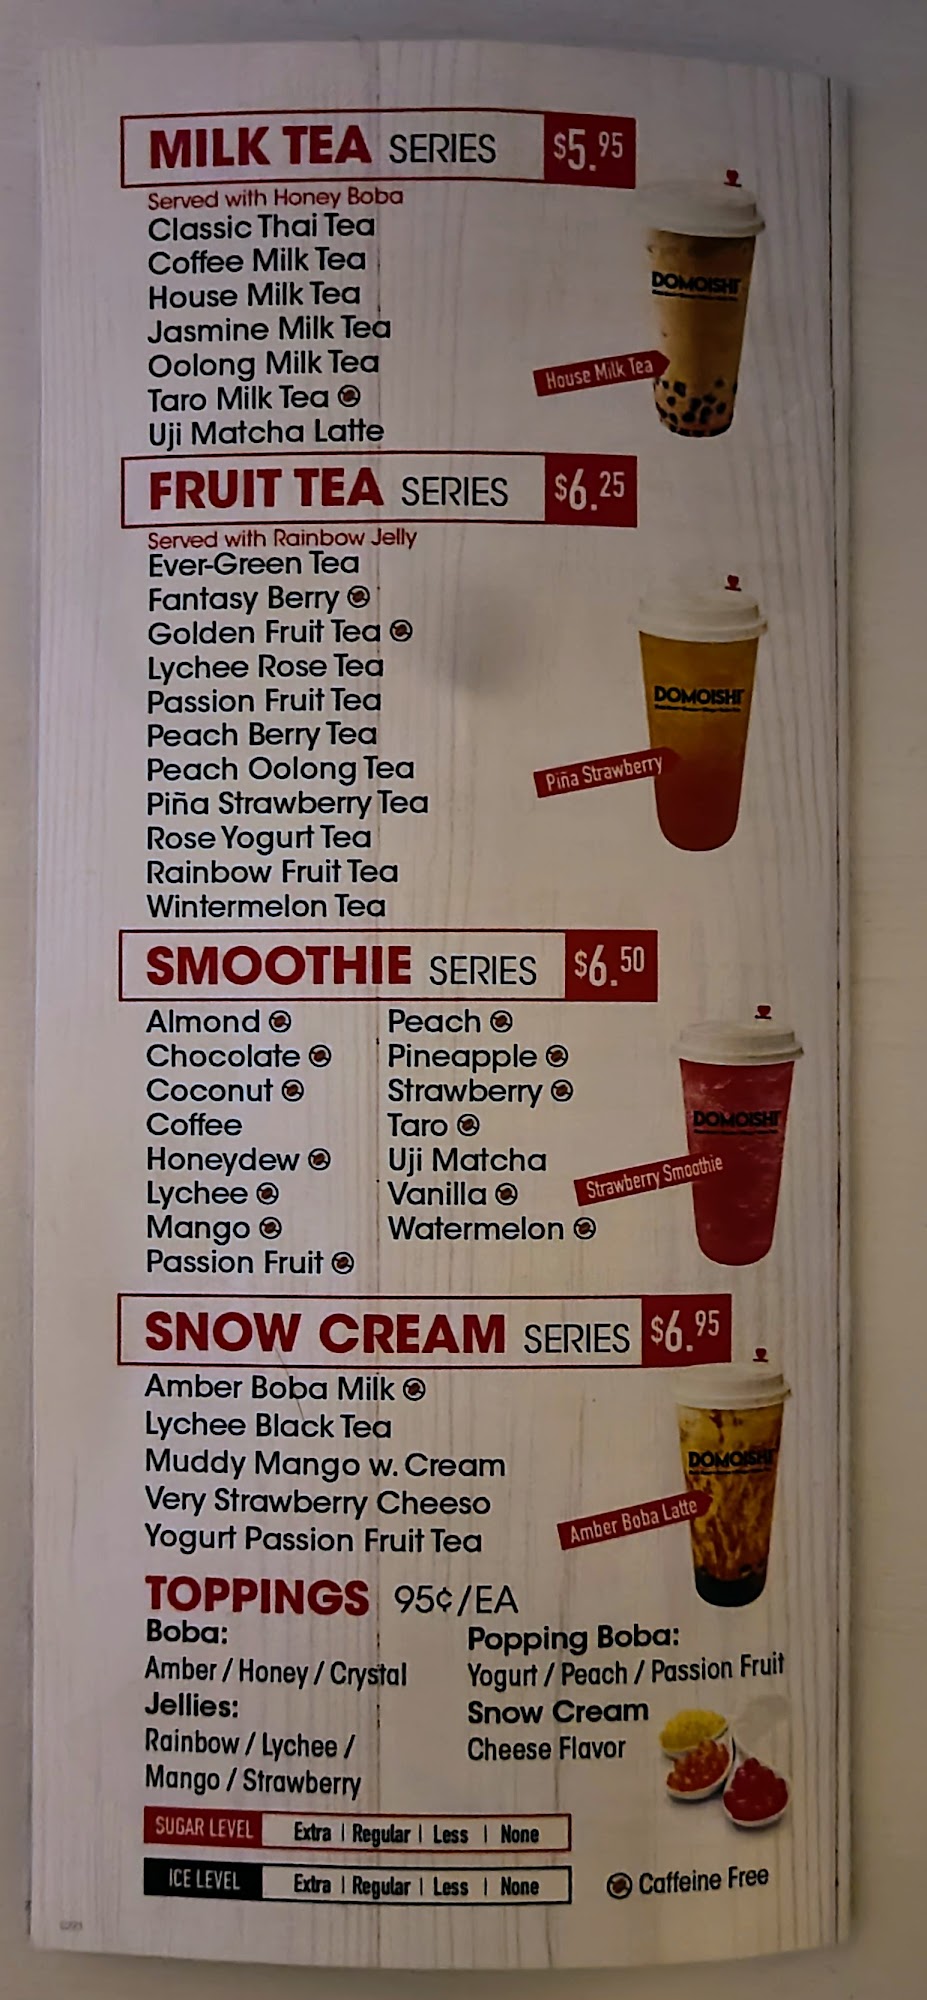 MILK TEA SERIES $5.95
Served with Honey Boba
Classic Thai Tea
Coffee Milk Tea
House Milk Tea
Jasmine Milk Tea
Oolong Milk Tea
Taro Milk Tea
Uji Matcha Latte
DOMOISHI
House Milk Tea
FRUIT TEA SERIES $6.25
Served with Rainbow Jelly
Ever-Green Tea
Fantasy Berry
Golden Fruit Tea
Lychee Rose Tea
Passion Fruit Tea
Peach Berry Tea
Peach Oolong Tea
Piña Strawberry Tea
Rose Yogurt Tea
Rainbow Fruit Tea
Wintermelon Tea
DOMOISHI
Piña Strawberry
SMOOTHIE SERIES $6.50
Almond
Chocolate
Coconut
Coffee
Honeydew
Lychee
Mango
Passion Fruit
Peach
Pineapple
Strawberry
Taro
Uji Matcha
Vanilla
Watermelon
DOMOISHI
Strawberry Smoothie
SNOW CREAM SERIES $6.95
Amber Boba Milk
Lychee Black Tea
Muddy Mango w. Cream
Very Strawberry Cheeso
Yogurt Passion Fruit Tea
DOMOISHI
Amber Boba Latte
TOPPINGS 95¢/EA
Boba:
Amber / Honey / Crystal
Jellies:
Rainbow / Lychee /
Mango / Strawberry
Popping Boba:
Yogurt / Peach / Passion Fruit
Snow Cream
Cheese Flavor
SUGAR LEVEL Extra | Regular | Less | None
ICE LEVEL Extra | Regular | Less | None
Caffeine Free